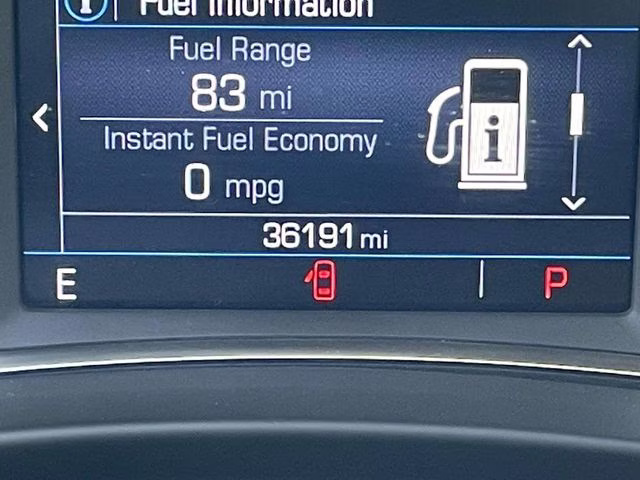 Fuel Information
Fuel Range
83 mi
Instant Fuel Economy
0 mpg
36191 mi
E P